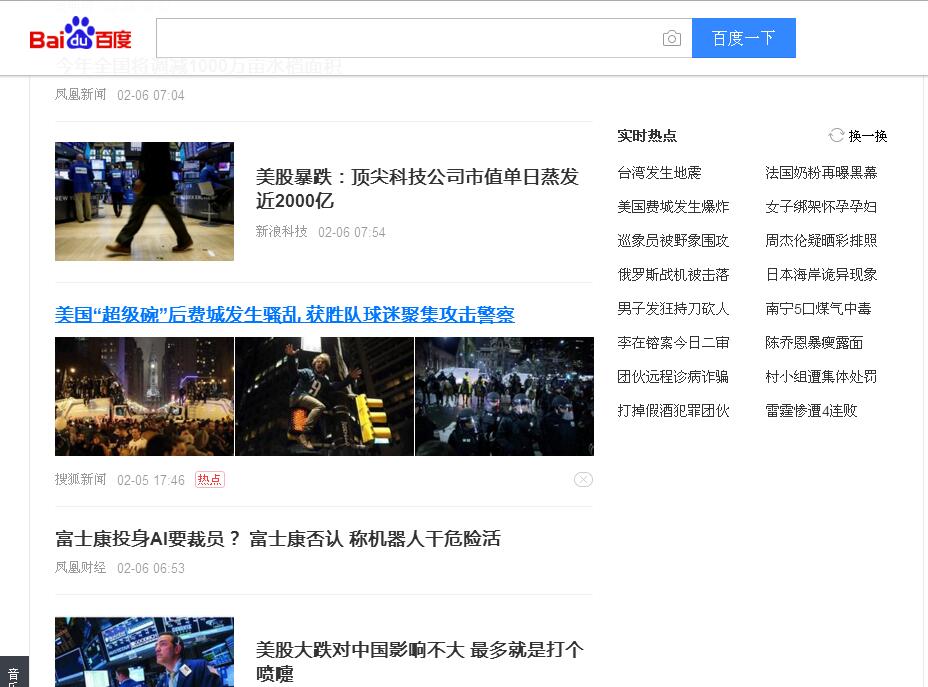 Bai du 百度
百度一下
今年全国将调减1000万亩水稻面积
凤凰新闻 02-06 07:04
美股暴跌：顶尖科技公司市值单日蒸发
近2000亿
新浪科技 02-06 07:54
美国“超级碗”后费城发生骚乱 获胜队球迷聚集攻击警察
搜狐新闻 02-05 17:46 热点
富士康投身AI要裁员？ 富士康否认 称机器人干危险活
凤凰财经 02-06 06:53
美股大跌对中国影响不大 最多就是打个
喷嚏
实时热点 换一换
台湾发生地震 法国奶粉再曝黑幕
美国费城发生爆炸 女子绑架怀孕孕妇
巡象员被野象围攻 周杰伦疑晒彩排照
俄罗斯战机被击落 日本海岸诡异现象
男子发狂持刀砍人 南宁5口煤气中毒
李在镕案今日二审 陈乔恩暴瘦露面
团伙远程诊病诈骗 村小组遭集体处罚
打掉假酒犯罪团伙 雷霆惨遭4连败
音